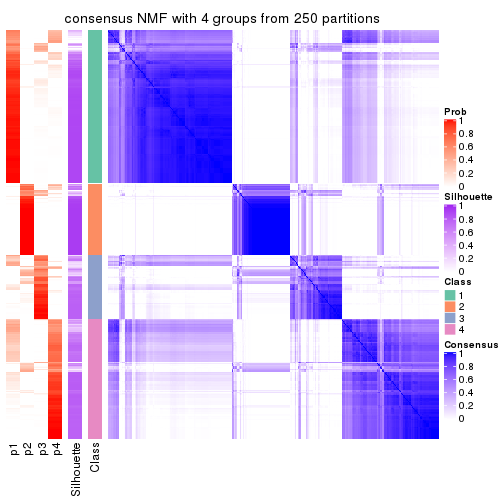 consensus NMF with 4 groups from 250 partitions
Prob
1
0.8
0.6
0.4
0.2
0
Silhouette
1
0.8
0.6
0.4
0.2
0
Class
1
2
3
4
Consensus
1
0.8
0.6
0.4
0.2
0
p1
p2
p3
p4
Silhouette
Class